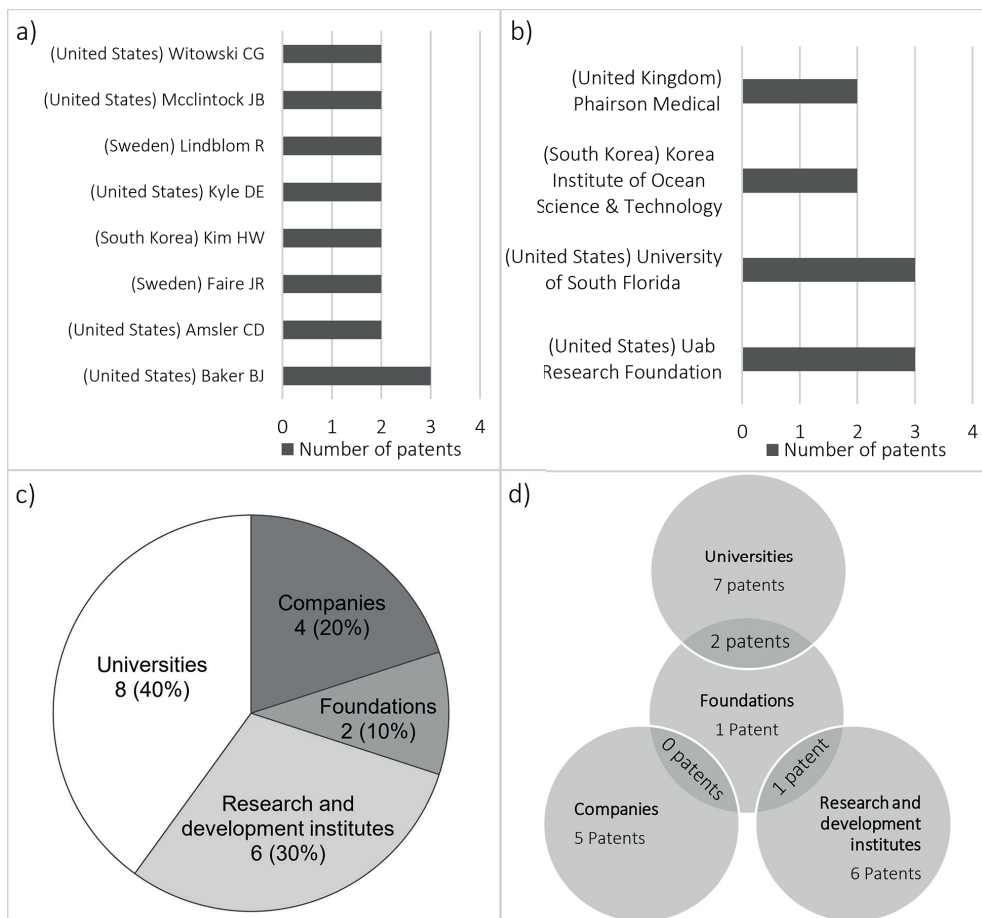 a)
(United States) Witowski CG
(United States) Mcclintock JB
(Sweden) Lindblom R
(United States) Kyle DE
(South Korea) Kim HW
(Sweden) Faire JR
(United States) Amsler CD
(United States) Baker BJ
0 1 2 3 4
Number of patents
b)
(United Kingdom)
Phairson Medical
(South Korea) Korea
Institute of Ocean
Science & Technology
(United States) University
of South Florida
(United States) Uab
Research Foundation
0 1 2 3 4
Number of patents
c)
Companies
4 (20%)
Universities
8 (40%)
Foundations
2 (10%)
Research and
development institutes
6 (30%)
d)
Universities
7 patents
2 patents
Foundations
1 Patent
0 patents
1 patent
Companies
5 Patents
Research and
development
institutes
6 Patents